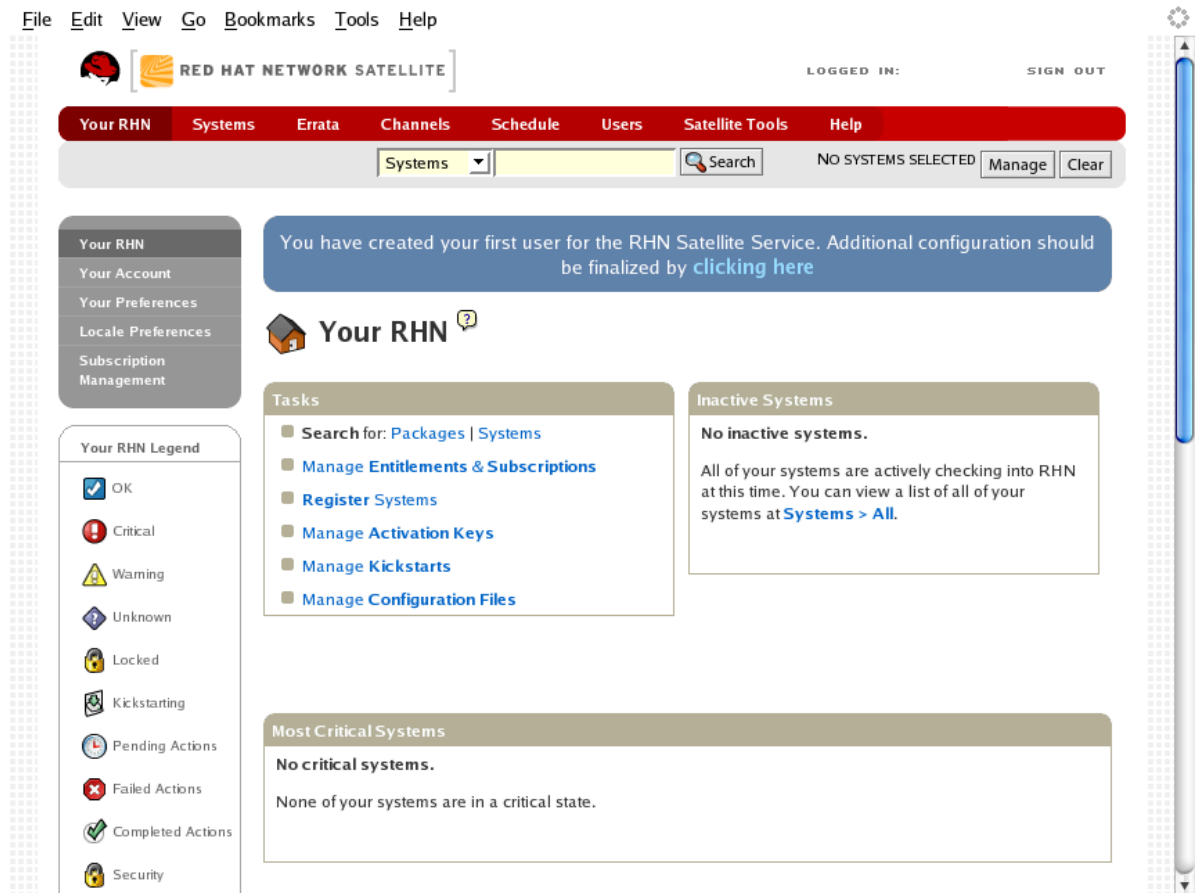 File Edit View Go Bookmarks Tools Help
RED HAT NETWORK SATELLITE
LOGGED IN: SIGN OUT
Your RHN Systems Errata Channels Schedule Users Satellite Tools Help
Systems Search NO SYSTEMS SELECTED Manage Clear
Your RHN
Your Account
Your Preferences
Locale Preferences
Subscription
Management
Your RHN Legend
OK
Critical
Warning
Unknown
Locked
Kickstarting
Pending Actions
Failed Actions
Completed Actions
Security
You have created your first user for the RHN Satellite Service. Additional configuration should
be finalized by clicking here
Your RHN ?
Tasks
Search for: Packages | Systems
Manage Entitlements & Subscriptions
Register Systems
Manage Activation Keys
Manage Kickstarts
Manage Configuration Files
Inactive Systems
No inactive systems.
All of your systems are actively checking into RHN
at this time. You can view a list of all of your
systems at Systems > All.
Most Critical Systems
No critical systems.
None of your systems are in a critical state.